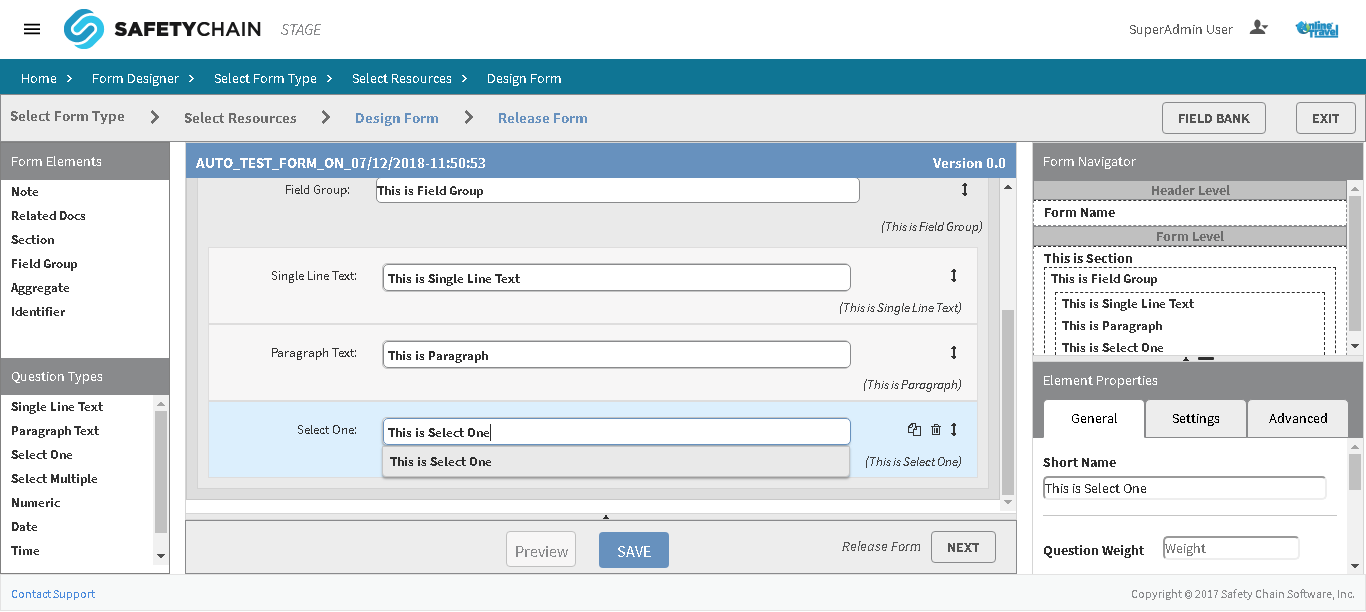 SAFETYCHAIN STAGE
SuperAdmin User
Online Travel
Home > Form Designer > Select Form Type > Select Resources > Design Form
Select Form Type > Select Resources > Design Form > Release Form
FIELD BANK
EXIT
Form Elements
Note
Related Docs
Section
Field Group
Aggregate
Identifier
Question Types
Single Line Text
Paragraph Text
Select One
Select Multiple
Numeric
Date
Time
AUTO_TEST_FORM_ON_07/12/2018-11:50:53
Version 0.0
Field Group: This is Field Group
(This is Field Group)
Single Line Text: This is Single Line Text
(This is Single Line Text)
Paragraph Text: This is Paragraph
(This is Paragraph)
Select One: This is Select One
This is Select One
(This is Select One)
Preview
SAVE
Release Form
NEXT
Form Navigator
Header Level
Form Name
Form Level
This is Section
This is Field Group
This is Single Line Text
This is Paragraph
This is Select One
Element Properties
General
Settings
Advanced
Short Name
This is Select One
Question Weight
Weight
Contact Support
Copyright © 2017 Safety Chain Software, Inc.